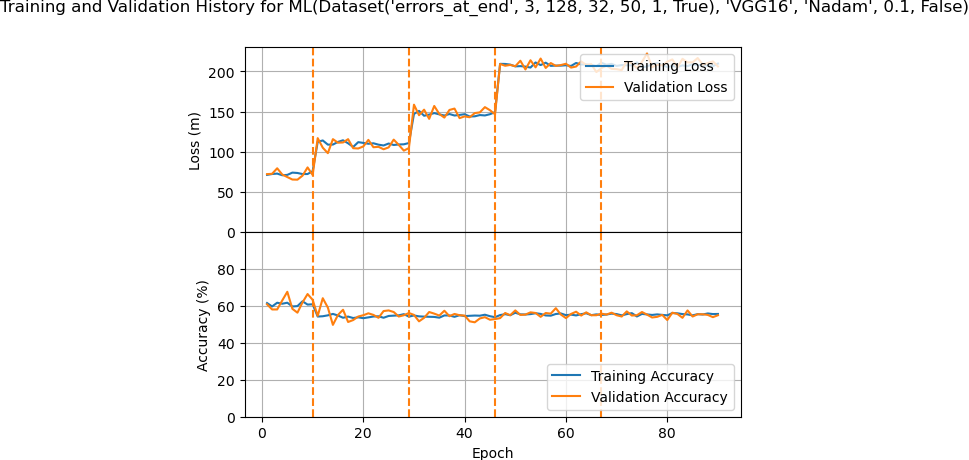 Training and Validation History for ML(Dataset('errors_at_end', 3, 128, 32, 50, 1, True), 'VGG16', 'Nadam', 0.1, False)
200
150
100
50
0
Loss (m)
Training Loss
Validation Loss
80
60
40
20
0
Accuracy (%)
Training Accuracy
Validation Accuracy
0 20 40 60 80
Epoch